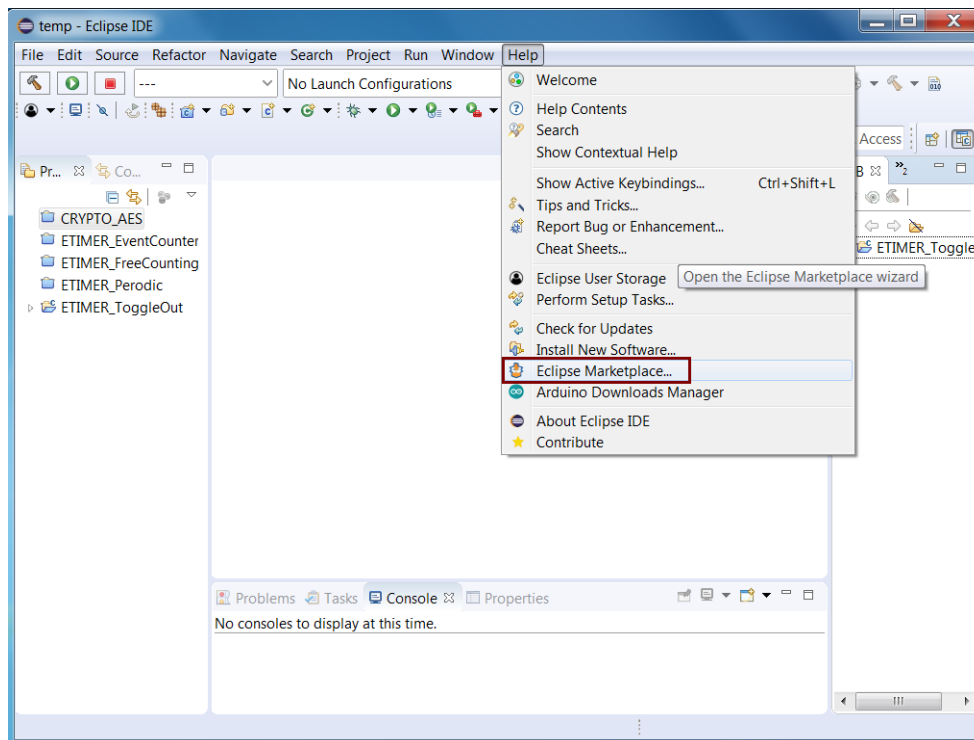 temp - Eclipse IDE
File Edit Source Refactor Navigate Search Project Run Window Help
--- No Launch Configurations
Access
Pr... Co...
CRYPTO_AES
ETIMER_EventCounter
ETIMER_FreeCounting
ETIMER_Perodic
ETIMER_ToggleOut
Welcome
Help Contents
Search
Show Contextual Help
Show Active Keybindings... Ctrl+Shift+L
Tips and Tricks...
Report Bug or Enhancement...
Cheat Sheets...
Eclipse User Storage
Open the Eclipse Marketplace wizard
Perform Setup Tasks...
Check for Updates
Install New Software...
Eclipse Marketplace...
Arduino Downloads Manager
About Eclipse IDE
Contribute
B 2
ETIMER_Toggle
Problems Tasks Console Properties
No consoles to display at this time.